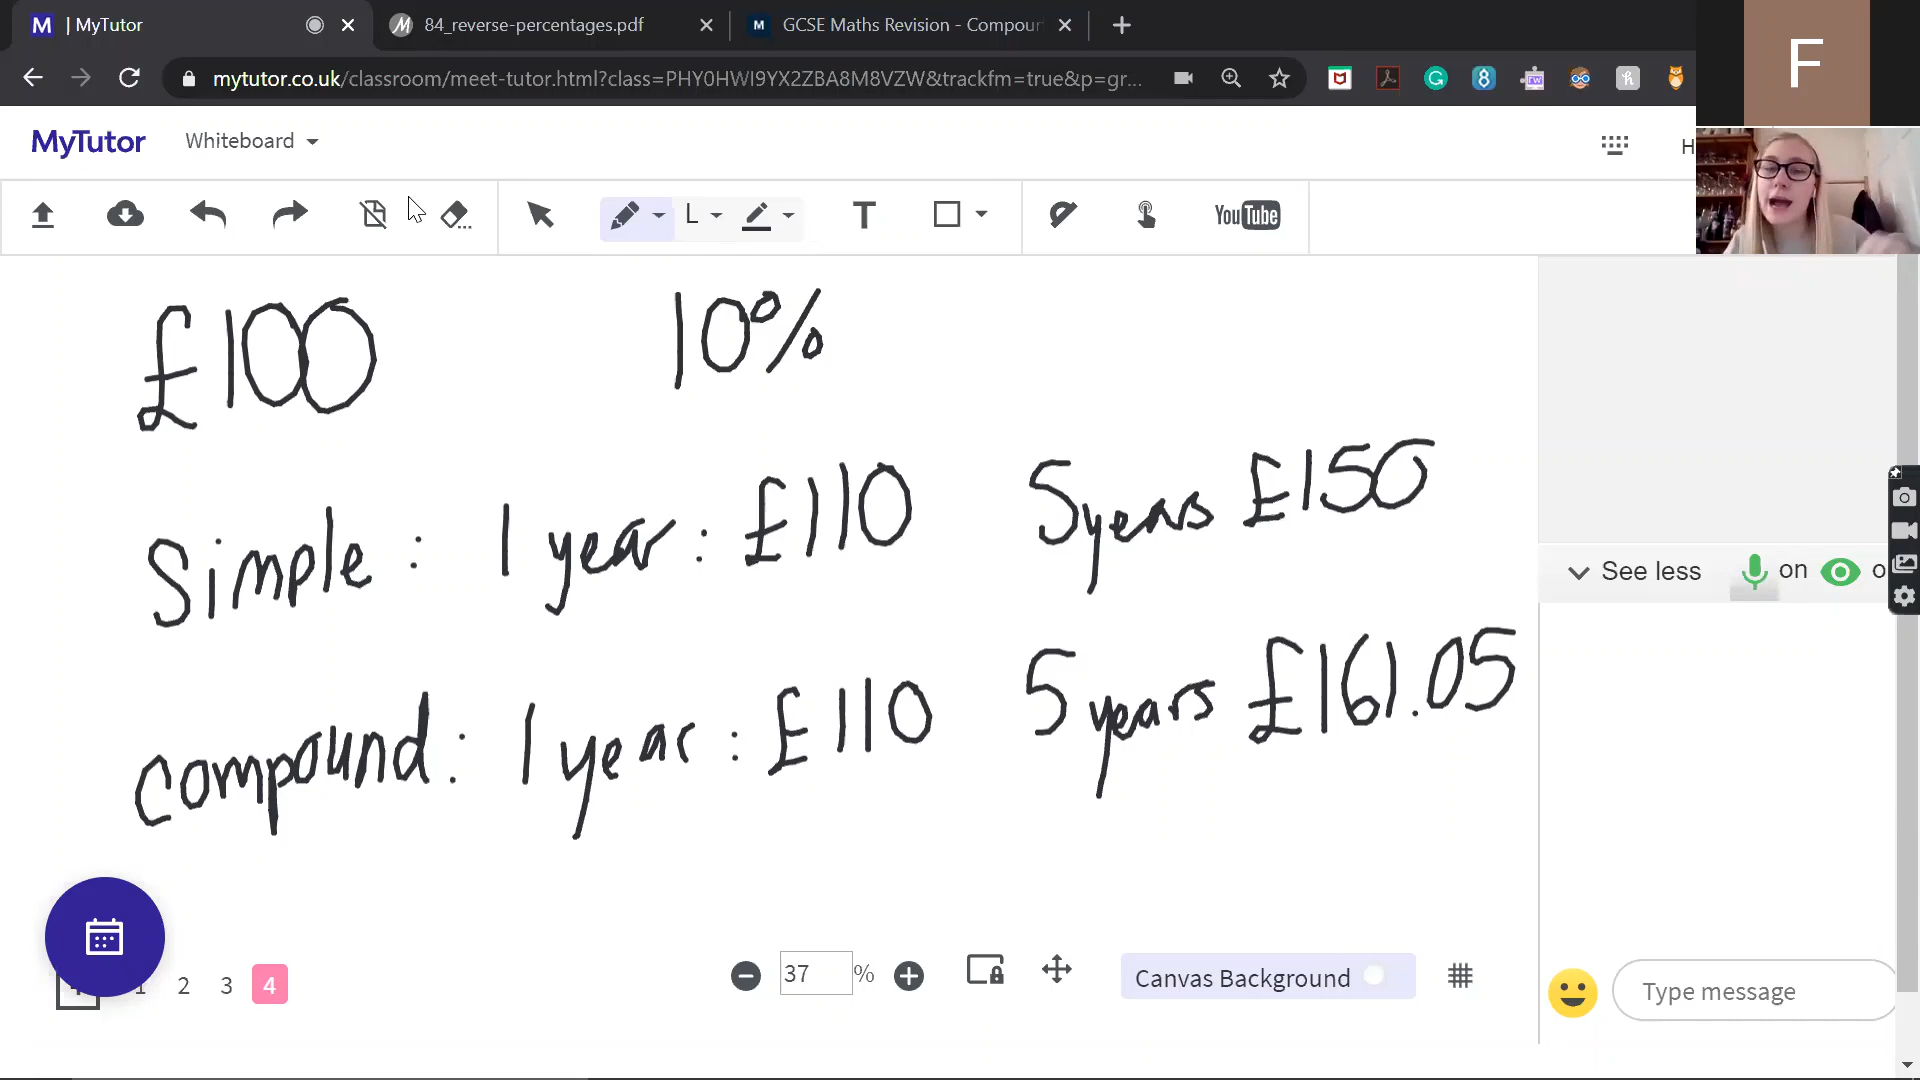 | MyTutor
84_reverse-percentages.pdf
GCSE Maths Revision - Compour
mytutor.co.uk/classroom/meet-tutor.html?class=PHY0HWI9YX2ZBA8M8VZW&trackfm=true&p=gr...
MyTutor Whiteboard
H
F
L T YouTube
£100 10%
Simple : 1 year : £110 5 years £150
compound : 1 year : £110 5 years £161.05
See less on o
1 2 3 4
37 %
Canvas Background
Type message